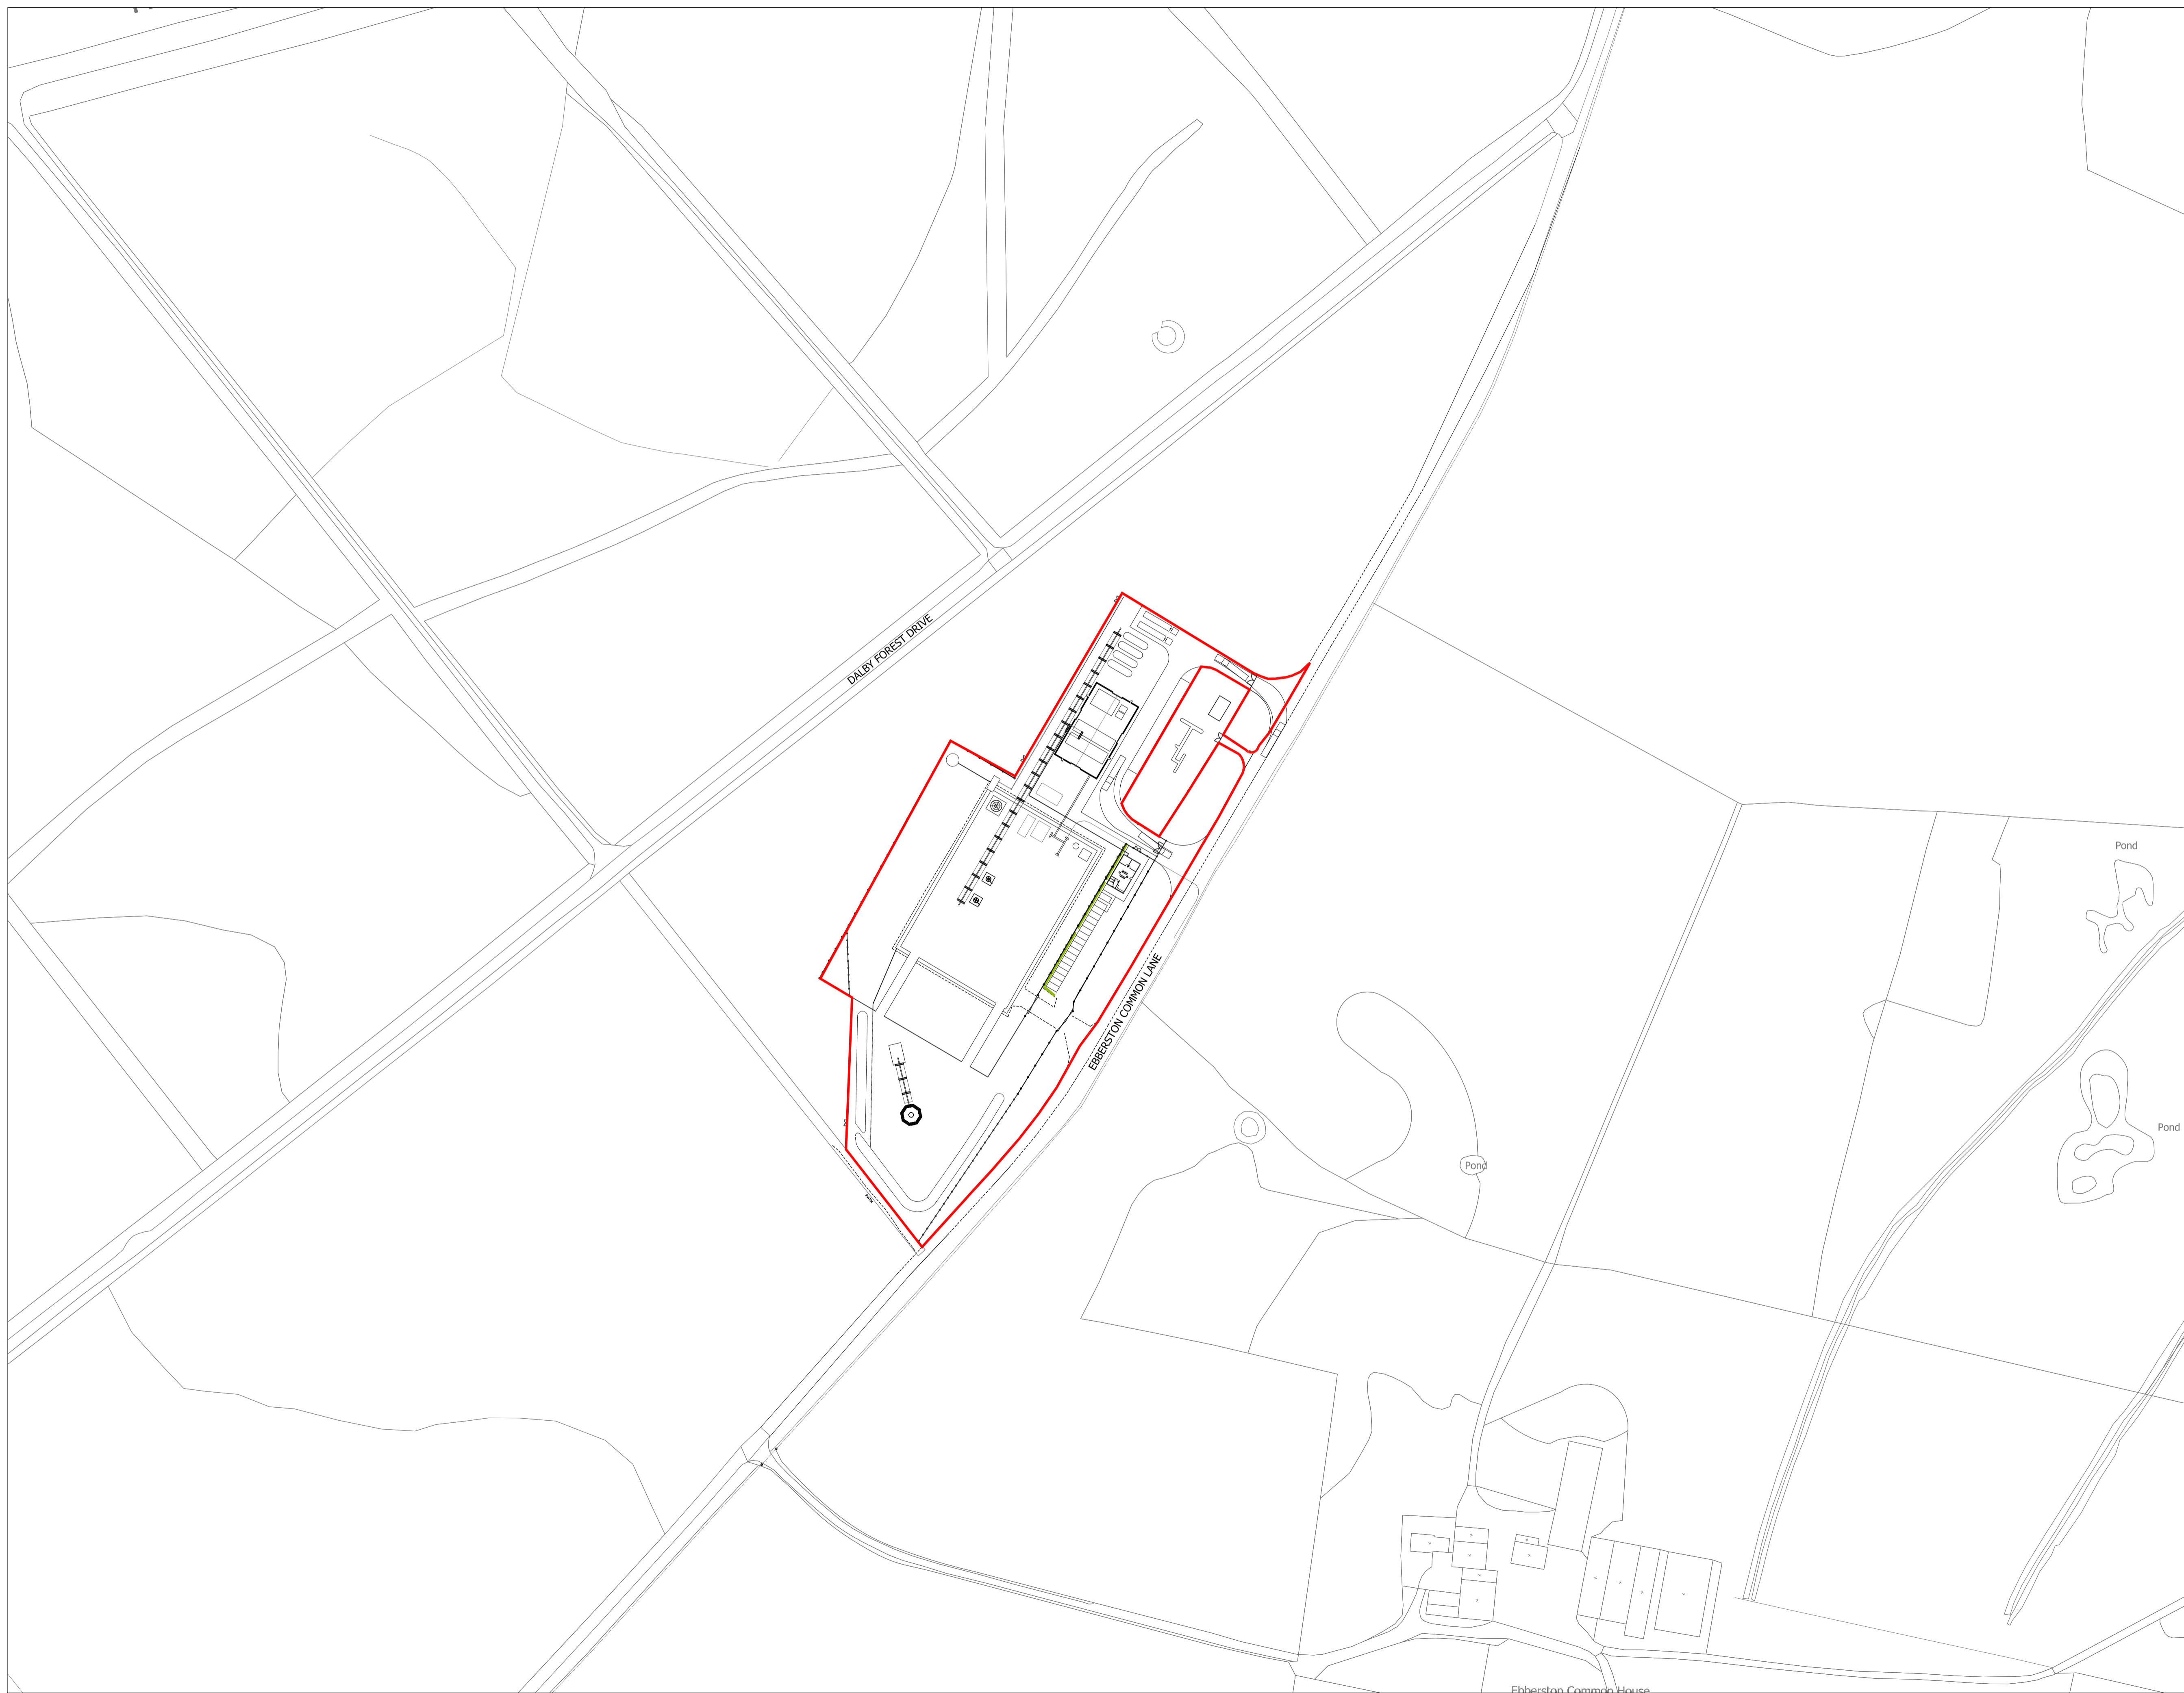 DALBY FOREST DRIVE
Pond
EBBERSTON COMMON LANE
Pond
Pond
Ebberston Common House